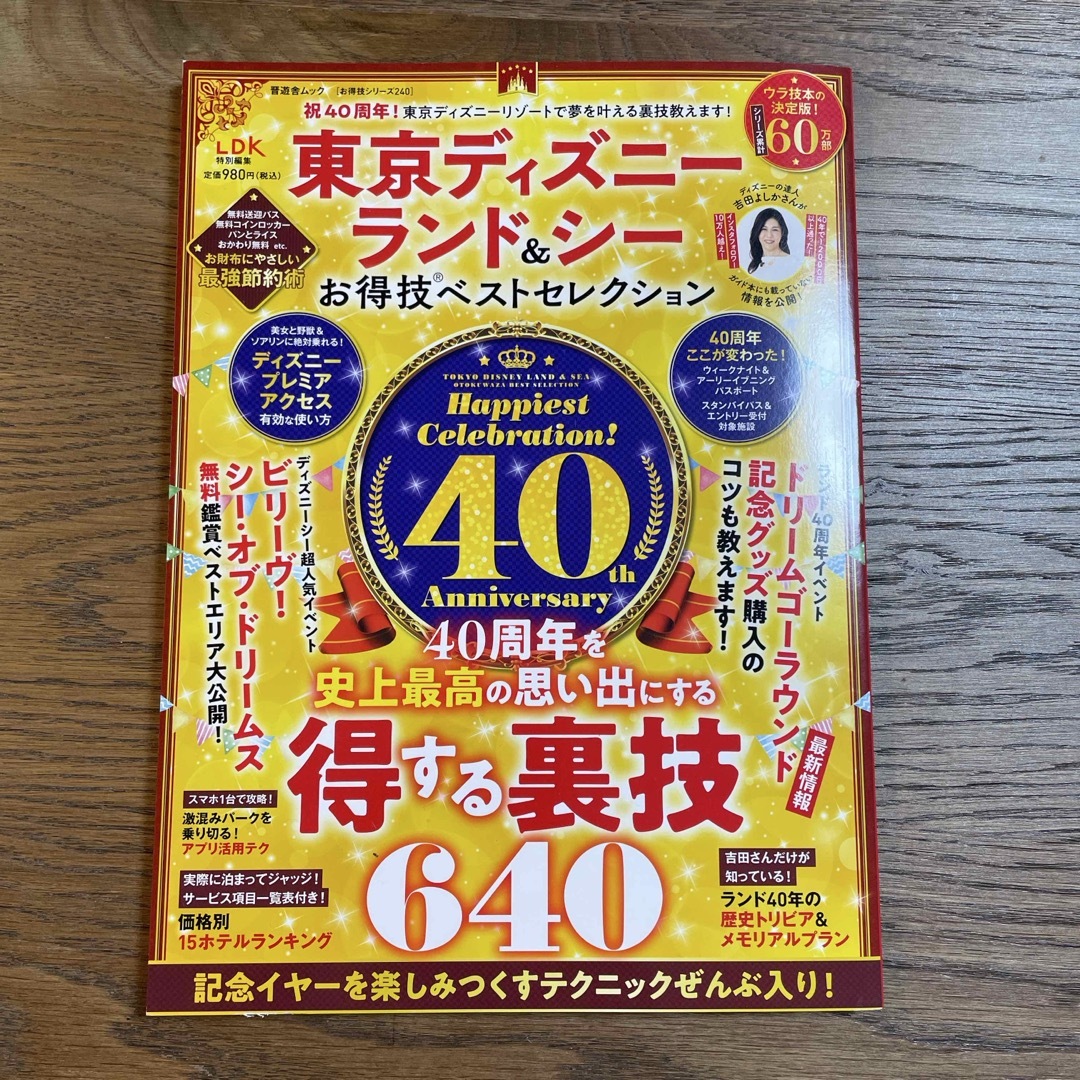 晋遊舎ムック [お得技シリーズ240]
祝40周年！東京ディズニーリゾートで夢を叶える裏技教えます！
LDK
特別編集
定価980円(税込)
東京ディズニー
ランド&シー
お得技®ベストセレクション
ウラ技本の
決定版！
シリーズ累計
60万部
無料送迎バス
無料コインロッカー
パンとライス
おかわり無料 etc.
お財布にやさしい
最強節約術
ディズニーの達人
吉田よしかさんが
インスタフォロワー
10万人越え！
ガイド本にも載っていない
情報を公開！
美女と野獣&
ソアリンに絶対乗れる！
ディズニー
プレミア
アクセス
有効な使い方
40周年
ここが変わった！
ウィークナイト&
アーリーイブニング
パスポート
スタンバイパス&
エントリー受付
対象施設
TOKYO DISNEY LAND & SEA
OTOKUWAZA BEST SELECTION
Happiest
Celebration!
40th
Anniversary
ランド40周年イベント
ドリームゴーラウンド
最新情報
記念グッズ購入の
コツも教えます！
ディズニーシー超人気イベント
ビリーヴ！
シー・オブ・ドリームス
無料鑑賞ベストエリア大公開！
40周年を
史上最高の思い出にする
得する裏技
640
スマホ1台で攻略！
激混みパークを
乗り切る！
アプリ活用テク
実際に泊まってジャッジ！
サービス項目一覧表付き！
価格別
15ホテルランキング
吉田さんだけが
知っている！
ランド40年の
歴史トリビア&
メモリアルプラン
記念イヤーを楽しみつくすテクニックぜんぶ入り！